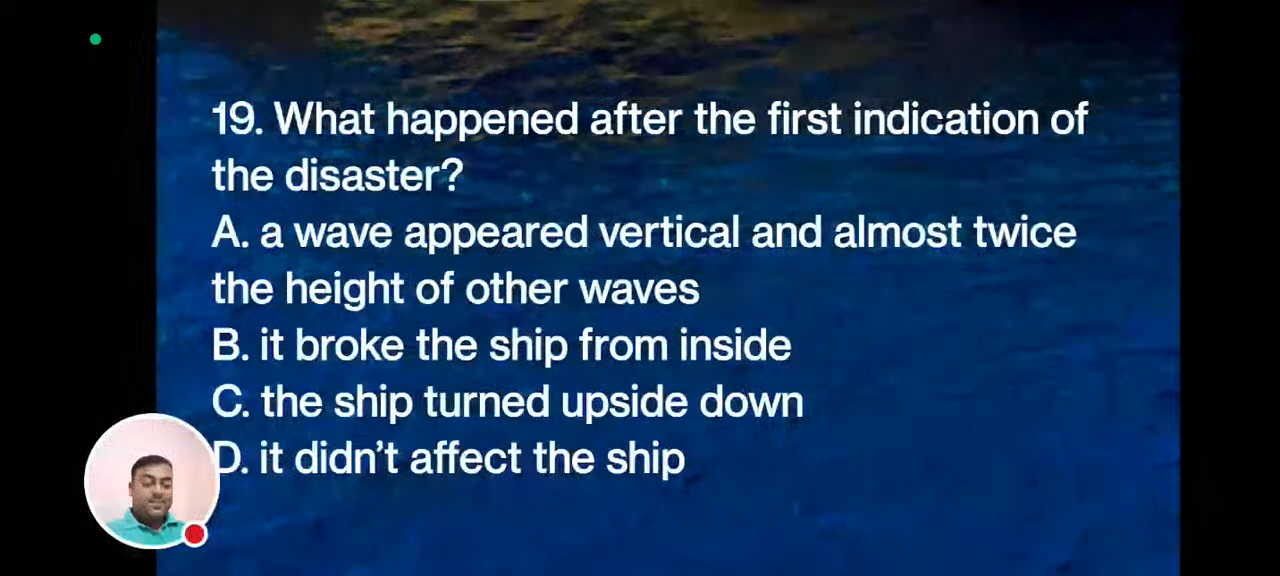 19. What happened after the first indication of
the disaster?
A. a wave appeared vertical and almost twice
the height of other waves
B. it broke the ship from inside
C. the ship turned upside down
D. it didn’t affect the ship